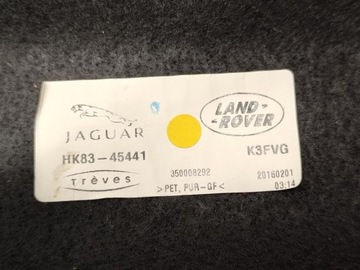 JAGUAR
LAND-
-ROVER
HK83-45441
K3FVG
Trèves
350008292
20160201
>PET, PUR-GF<
03:14